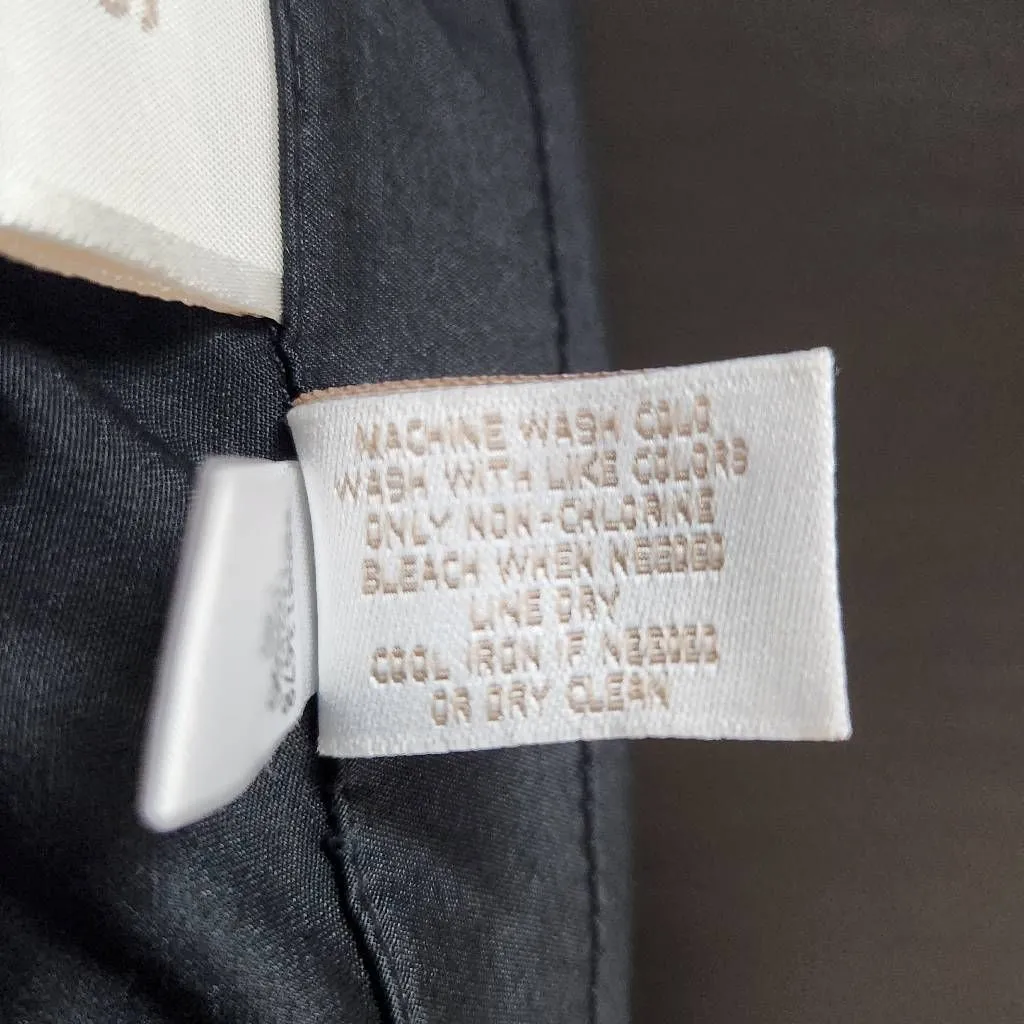 MACHINE WASH COLD
WASH WITH LIKE COLORS
ONLY NON-CHLORINE
BLEACH WHEN NEEDED
LINE DRY
COOL IRON IF NEEDED
OR DRY CLEAN